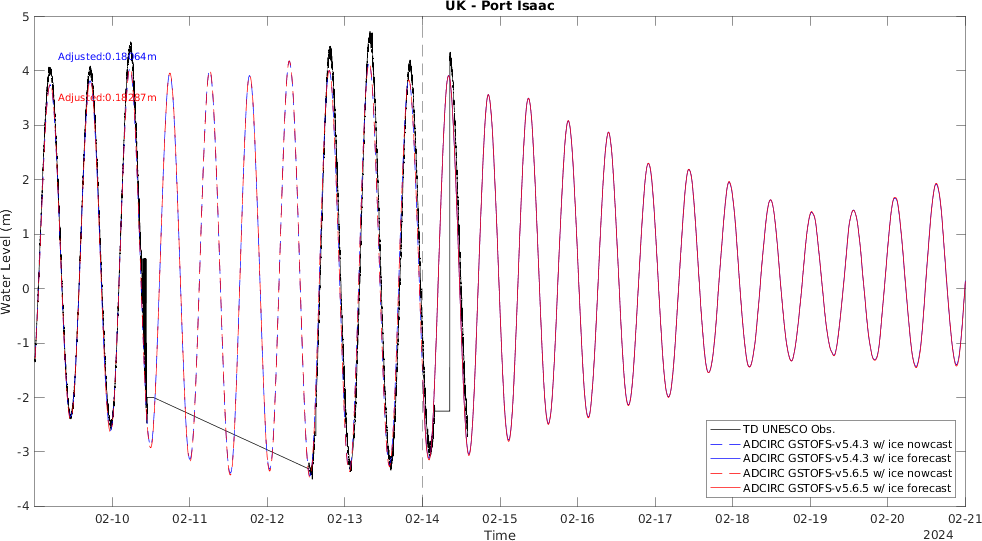 UK - Port Isaac
5
4
3
2
1
0
-1
-2
-3
-4
Water Level (m)
Adjusted:0.18064m
Adjusted:0.18287m
TD UNESCO Obs.
ADCIRC GSTOFS-v5.4.3 w/ ice nowcast
ADCIRC GSTOFS-v5.4.3 w/ ice forecast
ADCIRC GSTOFS-v5.6.5 w/ ice nowcast
ADCIRC GSTOFS-v5.6.5 w/ ice forecast
02-10 02-11 02-12 02-13 02-14 02-15 02-16 02-17 02-18 02-19 02-20 02-21
Time
2024